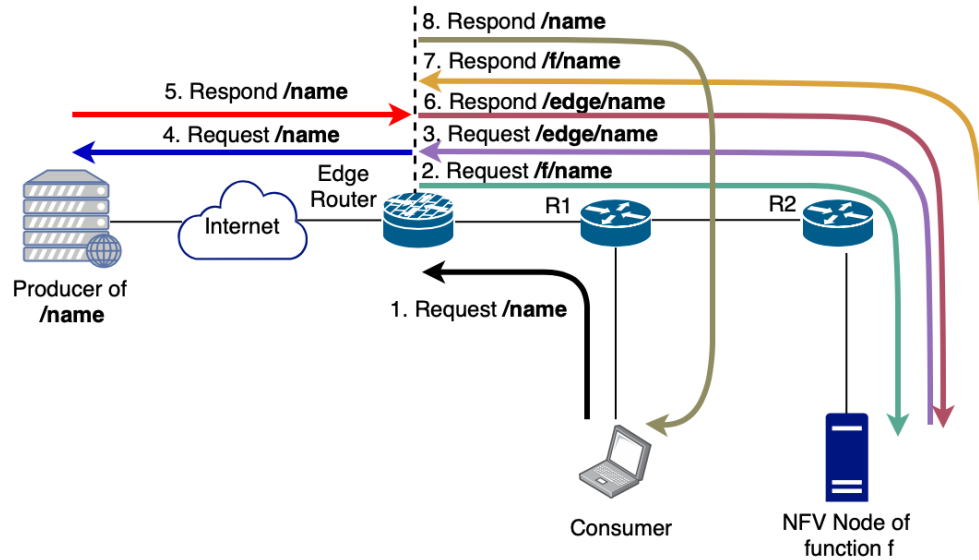 8. Respond /name
7. Respond /f/name
5. Respond /name
6. Respond /edge/name
4. Request /name
3. Request /edge/name
2. Request /f/name
Edge
Router
R1
R2
Internet
Producer of
/name
1. Request /name
Consumer
NFV Node of
function f